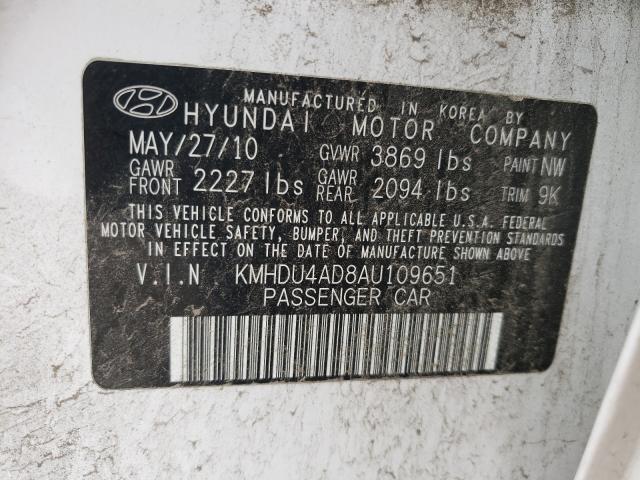 MANUFACTURED IN KOREA BY
HYUNDAI MOTOR COMPANY
MAY/27/10 GVWR 3869 lbs PAINT NW
GAWR FRONT 2227 lbs GAWR REAR 2094 lbs TRIM 9K
THIS VEHICLE CONFORMS TO ALL APPLICABLE U.S.A. FEDERAL
MOTOR VEHICLE SAFETY, BUMPER, AND THEFT PREVENTION STANDARDS
IN EFFECT ON THE DATE OF MANUFACTURE SHOWN ABOVE
V.I.N KMHDU4AD8AU109651
PASSENGER CAR